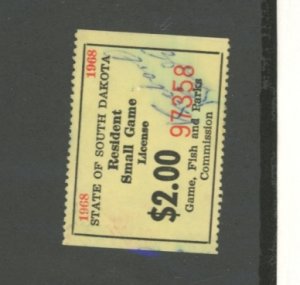 1968 1968
STATE OF SOUTH DAKOTA
Resident
Small Game
License
$2.00 97358
Game, Fish and Parks
Commission